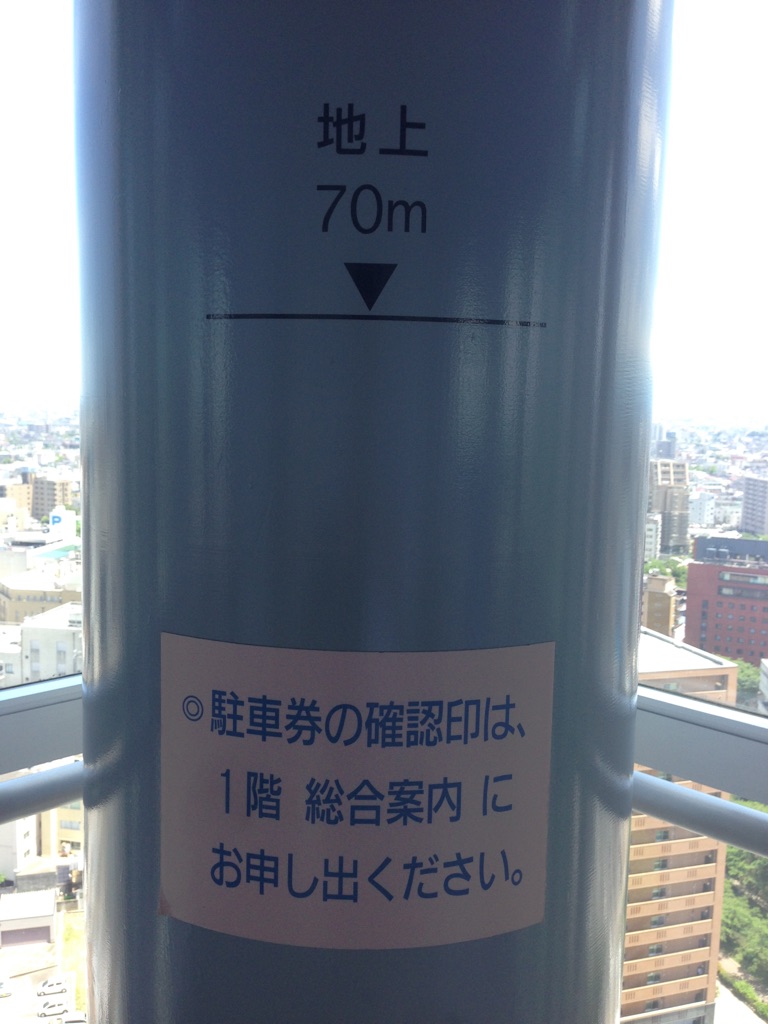 地上
70m
▼
◎駐車券の確認印は、
1階 総合案内 に
お申し出ください。
P